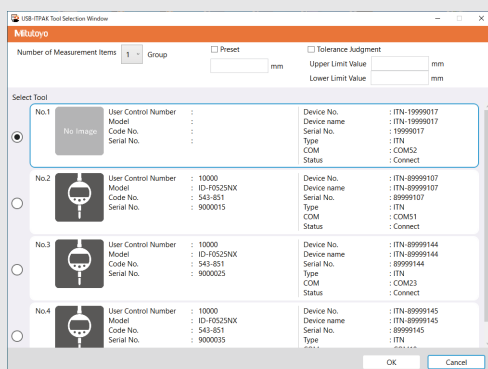 USB-ITPAK Tool Selection Window
Mitutoyo
Number of Measurement Items 1 Group
Preset
mm
Tolerance Judgment
Upper Limit Value mm
Lower Limit Value mm
Select Tool
No.1
No Image
User Control Number :
Model :
Code No. :
Serial No. :
Device No. : ITN-19999017
Device name : ITN-19999017
Serial No. : 19999017
Type : ITN
COM : COM52
Status : Connect
No.2
User Control Number : 10000
Model : ID-F0525NX
Code No. : 543-851
Serial No. : 9000015
Device No. : ITN-89999107
Device name : ITN-89999107
Serial No. : 89999107
Type : ITN
COM : COM51
Status : Connect
No.3
User Control Number : 10000
Model : ID-F0525NX
Code No. : 543-851
Serial No. : 9000025
Device No. : ITN-89999144
Device name : ITN-89999144
Serial No. : 89999144
Type : ITN
COM : COM23
Status : Connect
No.4
User Control Number : 10000
Model : ID-F0525NX
Code No. : 543-851
Serial No. : 9000035
Device No. : ITN-89999145
Device name : ITN-89999145
Serial No. : 89999145
Type : ITN
OK
Cancel